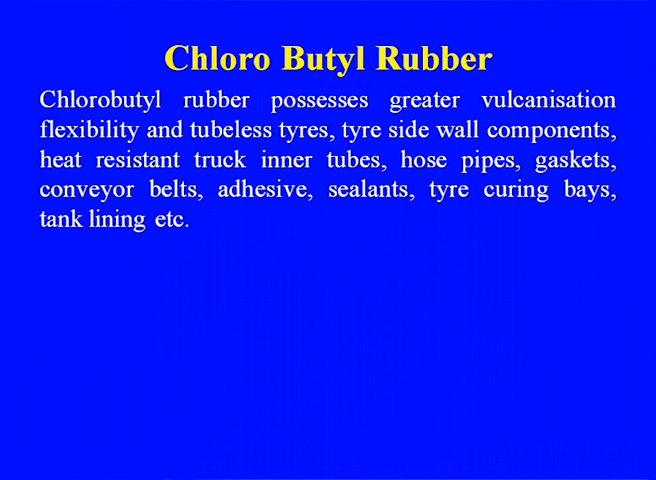 Chloro Butyl Rubber
Chlorobutyl rubber possesses greater vulcanisation
flexibility and tubeless tyres, tyre side wall components,
heat resistant truck inner tubes, hose pipes, gaskets,
conveyor belts, adhesive, sealants, tyre curing bays,
tank lining etc.